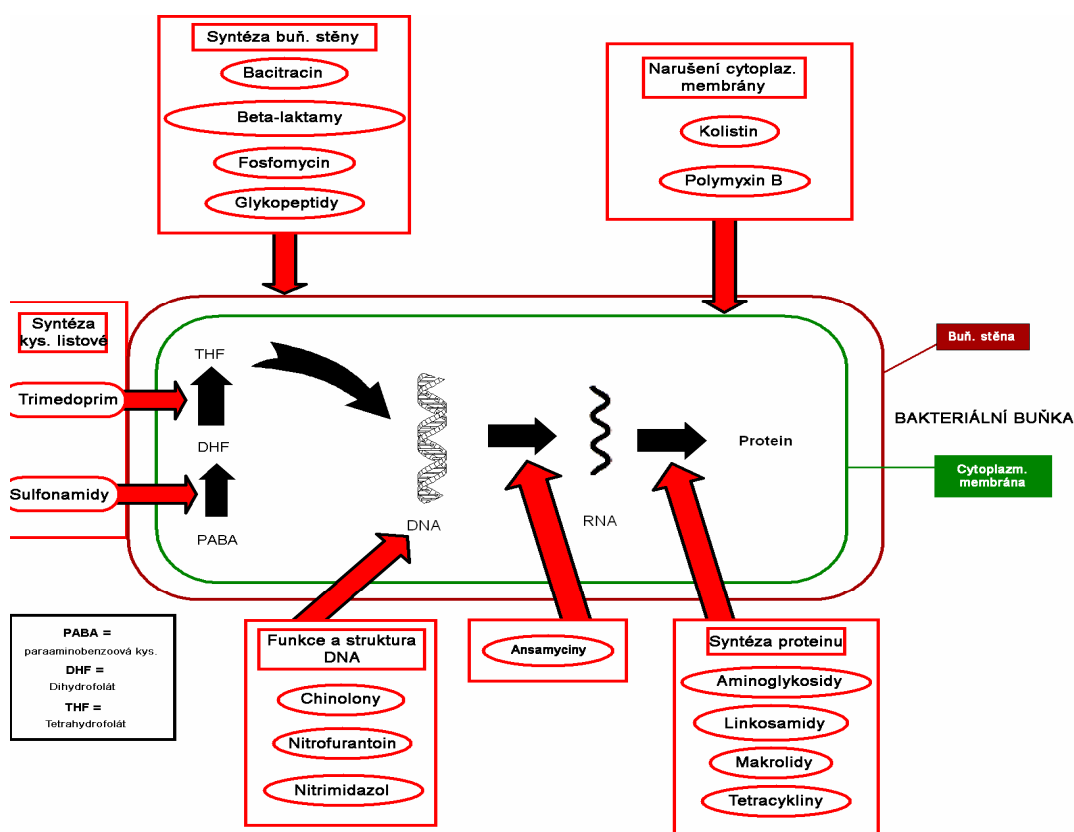 Syntéza buň. stěny
Bacitracin
Beta-laktamy
Fosfomycin
Glykopeptidy
Narušení cytoplaz.
membrány
Kolistin
Polymyxin B
Syntéza
kys. listové
Trimedoprim
Sulfonamidy
THF
DHF
PABA
DNA
RNA
Protein
Buň. stěna
BAKTERIÁLNÍ BUŇKA
Cytoplazm.
membrána
PABA =
paraaminobenzoová kys.
DHF =
Dihydrofolát
THF =
Tetrahydrofolát
Funkce a struktura
DNA
Chinolony
Nitrofurantoin
Nitrimidazol
Ansamyciny
Syntéza proteinu
Aminoglykosidy
Linkosamidy
Makrolidy
Tetracykliny